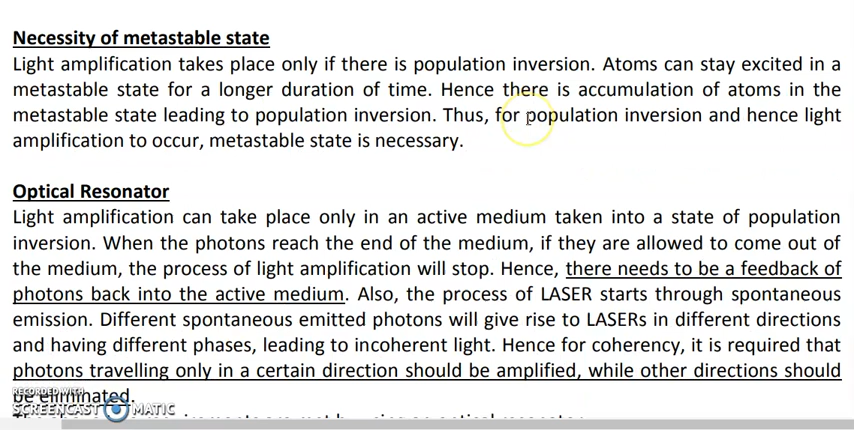 Necessity of metastable state
Light amplification takes place only if there is population inversion. Atoms can stay excited in a
metastable state for a longer duration of time. Hence there is accumulation of atoms in the
metastable state leading to population inversion. Thus, for population inversion and hence light
amplification to occur, metastable state is necessary.
Optical Resonator
Light amplification can take place only in an active medium taken into a state of population
inversion. When the photons reach the end of the medium, if they are allowed to come out of
the medium, the process of light amplification will stop. Hence, there needs to be a feedback of
photons back into the active medium. Also, the process of LASER starts through spontaneous
emission. Different spontaneous emitted photons will give rise to LASERs in different directions
and having different phases, leading to incoherent light. Hence for coherency, it is required that
photons travelling only in a certain direction should be amplified, while other directions should
be eliminated.
RECORDED WITH
SCREENCAST MATIC